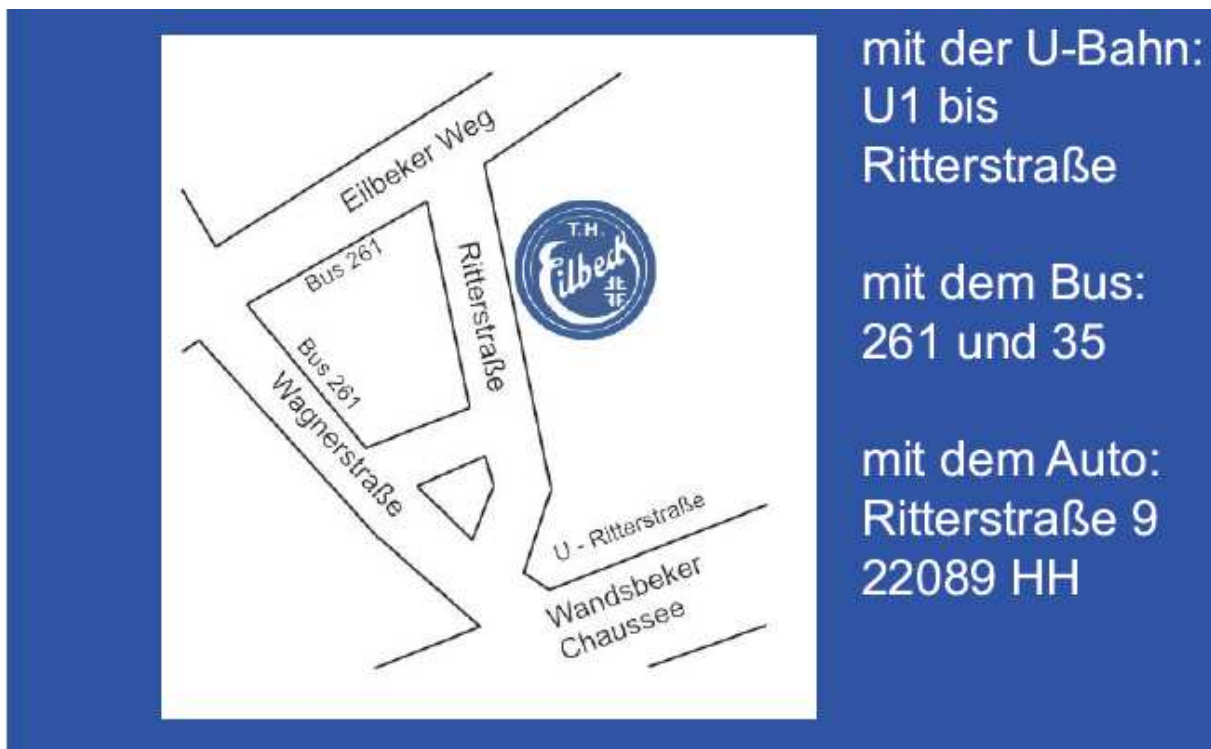 Eilbeker Weg
Bus 261
Bus 261
Ritterstraße
Wagnerstraße
T.H.
Eilbeck
U - Ritterstraße
Wandsbeker
Chaussee
mit der U-Bahn:
U1 bis
Ritterstraße
mit dem Bus:
261 und 35
mit dem Auto:
Ritterstraße 9
22089 HH